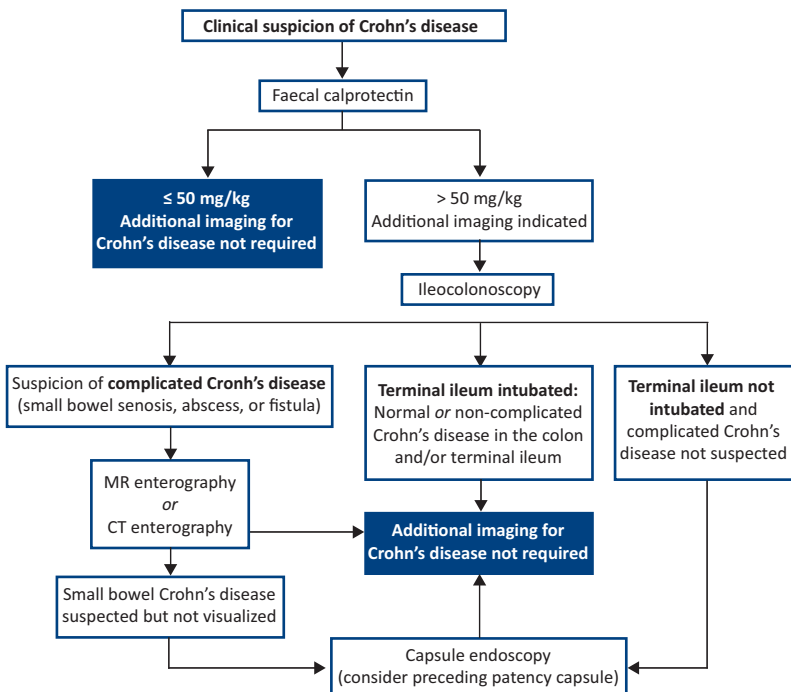 Clinical suspicion of Crohn's disease
Faecal calprotectin
≤ 50 mg/kg
Additional imaging for
Crohn's disease not required
> 50 mg/kg
Additional imaging indicated
Ileocolonoscopy
Suspicion of complicated Cronh's disease
(small bowel senosis, abscess, or fistula)
Terminal ileum intubated:
Normal or non-complicated
Crohn's disease in the colon
and/or terminal ileum
Terminal ileum not
intubated and
complicated Crohn's
disease not suspected
MR enterography
or
CT enterography
Additional imaging for
Crohn's disease not required
Small bowel Crohn's disease
suspected but not visualized
Capsule endoscopy
(consider preceding patency capsule)